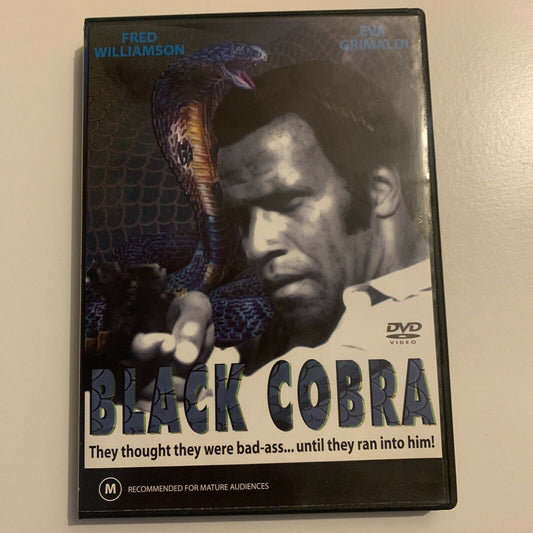 FRED
WILLIAMSON
EVA
GRIMALDI
DVD
VIDEO
BLACK COBRA
They thought they were bad-ass... until they ran into him!
M RECOMMENDED FOR MATURE AUDIENCES